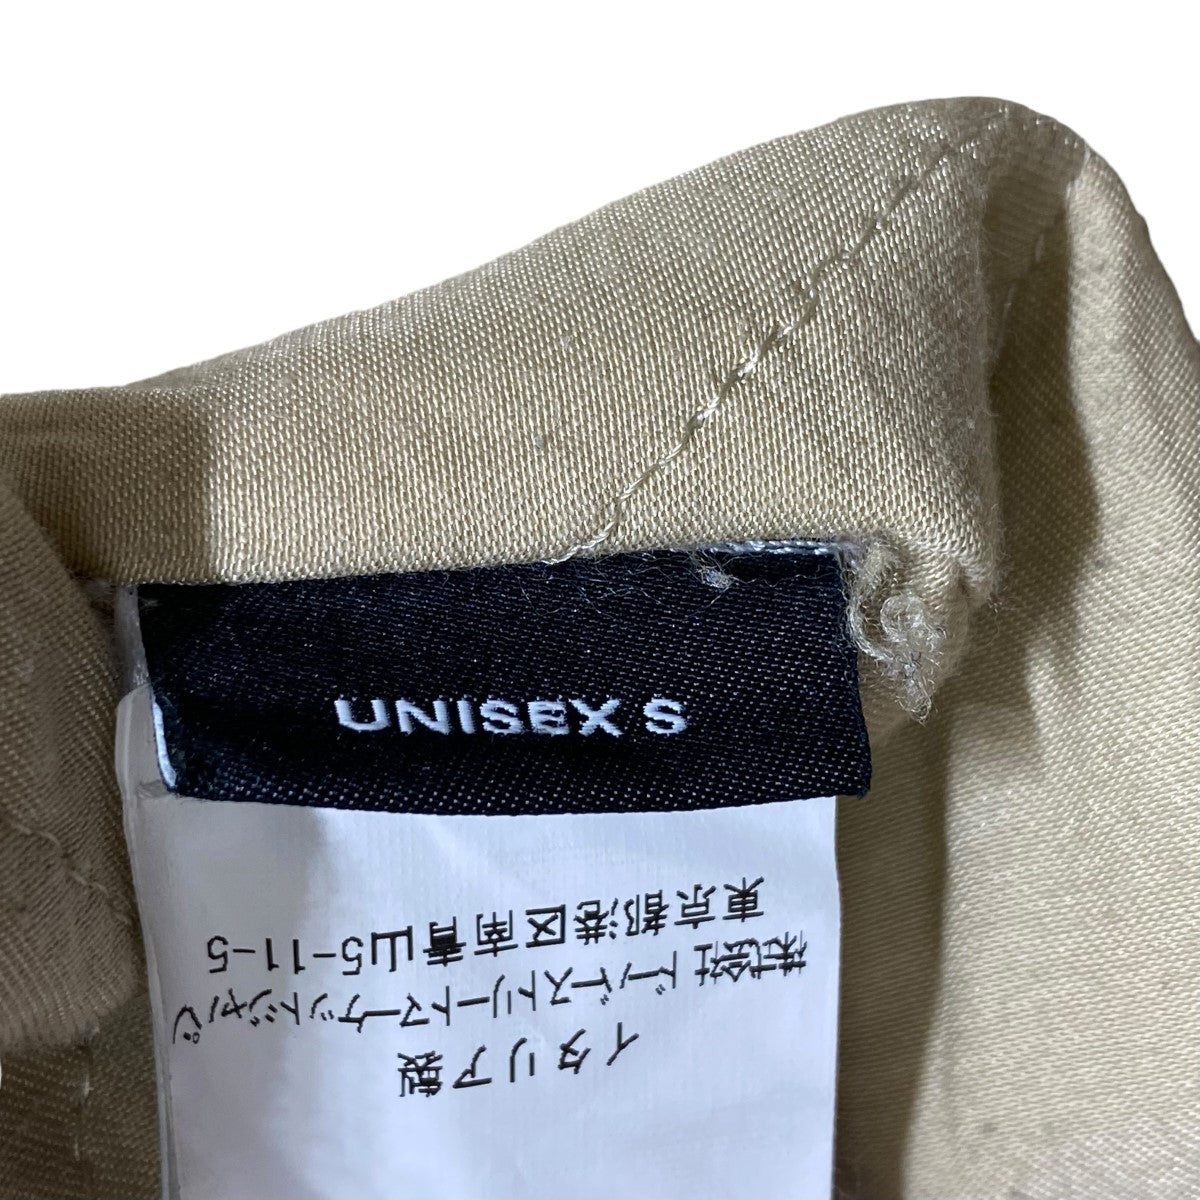 UNISEX S
イタリア製
株式会社ドーバーストリートマーケットジャパン
東京都港区南青山5-11-5